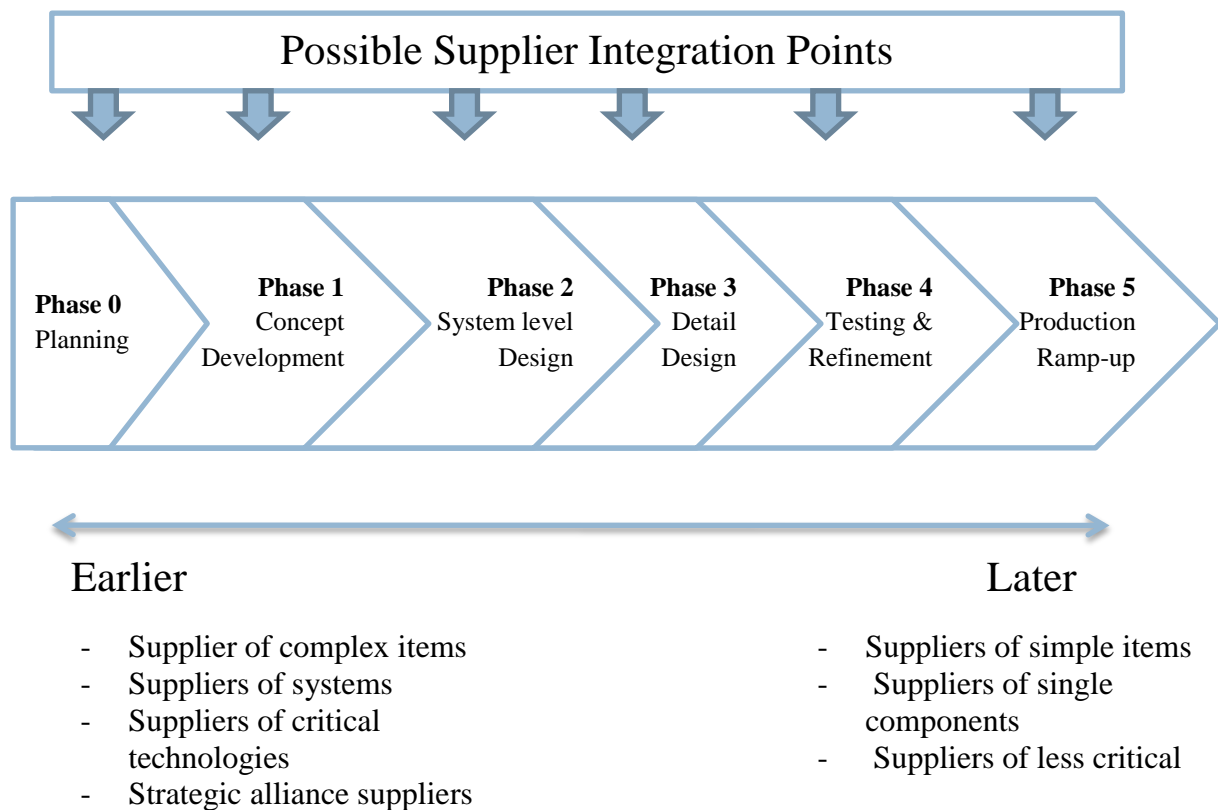 Possible Supplier Integration Points
Phase 0
Planning
Phase 1
Concept
Development
Phase 2
System level
Design
Phase 3
Detail
Design
Phase 4
Testing &
Refinement
Phase 5
Production
Ramp-up
Earlier
- Supplier of complex items
- Suppliers of systems
- Suppliers of critical
technologies
- Strategic alliance suppliers
Later
- Suppliers of simple items
- Suppliers of single
components
- Suppliers of less critical